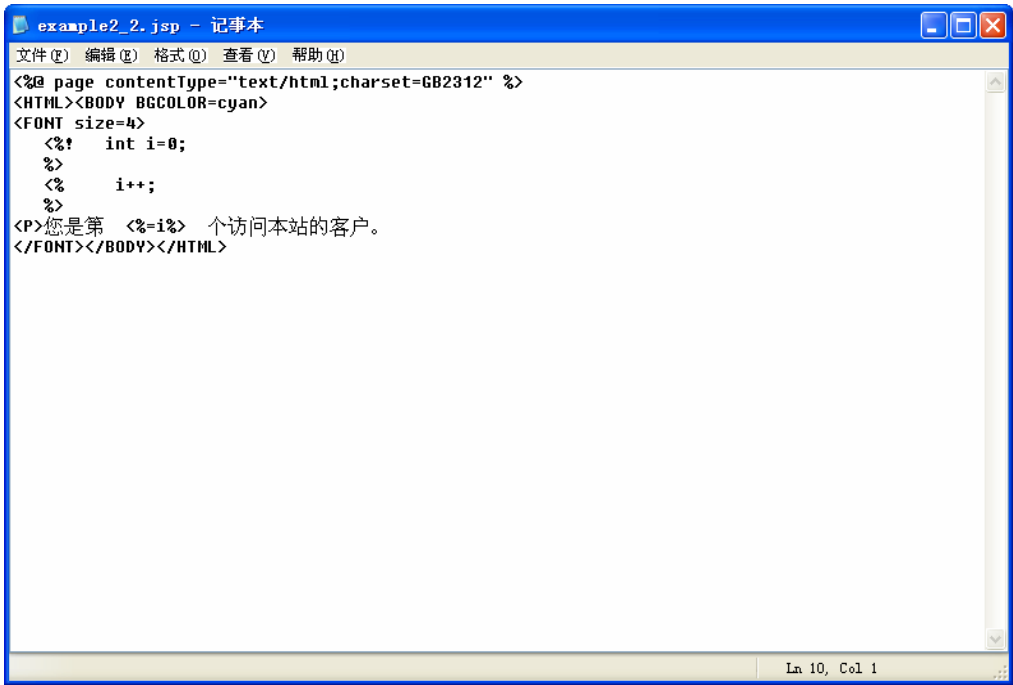 example2_2.jsp - 记事本
文件(F) 编辑(E) 格式(O) 查看(V) 帮助(H)
<%@ page contentType="text/html;charset=GB2312" %>
<HTML><BODY BGCOLOR=cyan>
<FONT size=4>
   <%!   int i=0;
   %>
   <%     i++;
   %>
<P>您是第  <%=i%>  个访问本站的客户。
</FONT></BODY></HTML>
Ln 10, Col 1